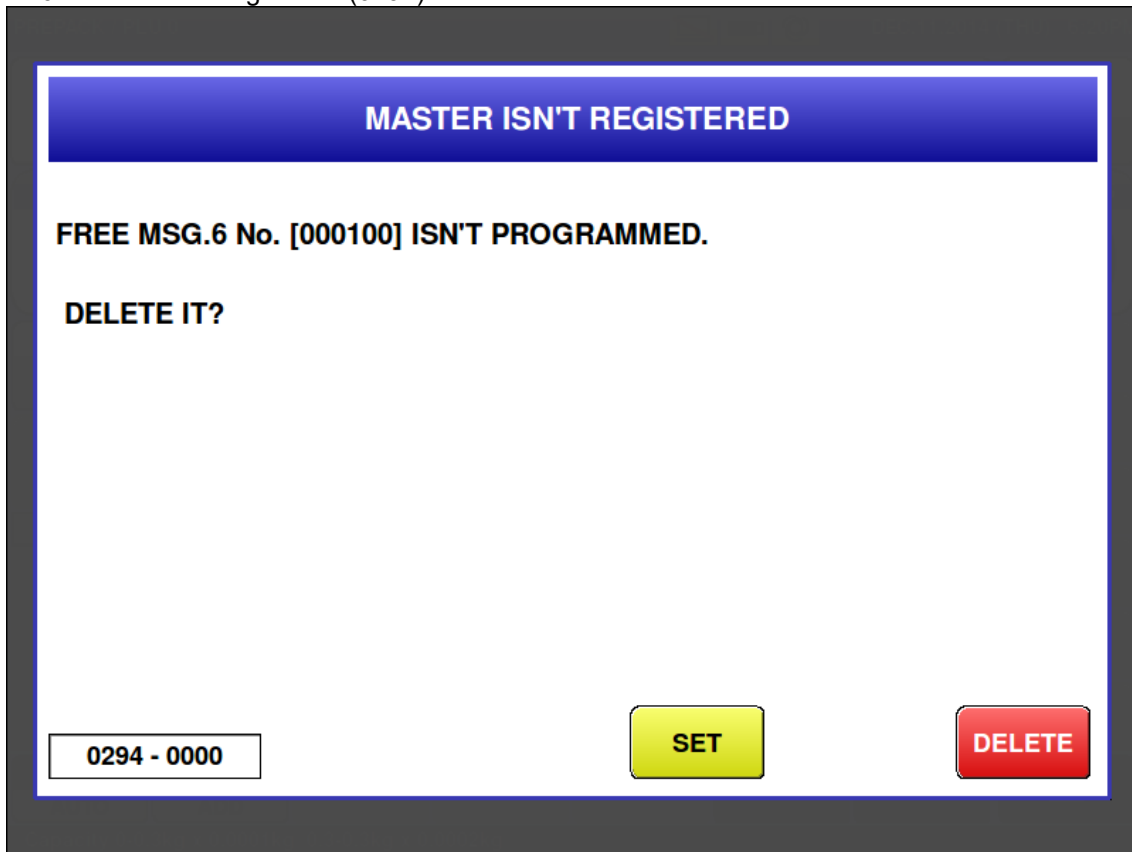 MASTER ISN'T REGISTERED
FREE MSG.6 No. [000100] ISN'T PROGRAMMED.
DELETE IT?
0294 - 0000
SET
DELETE